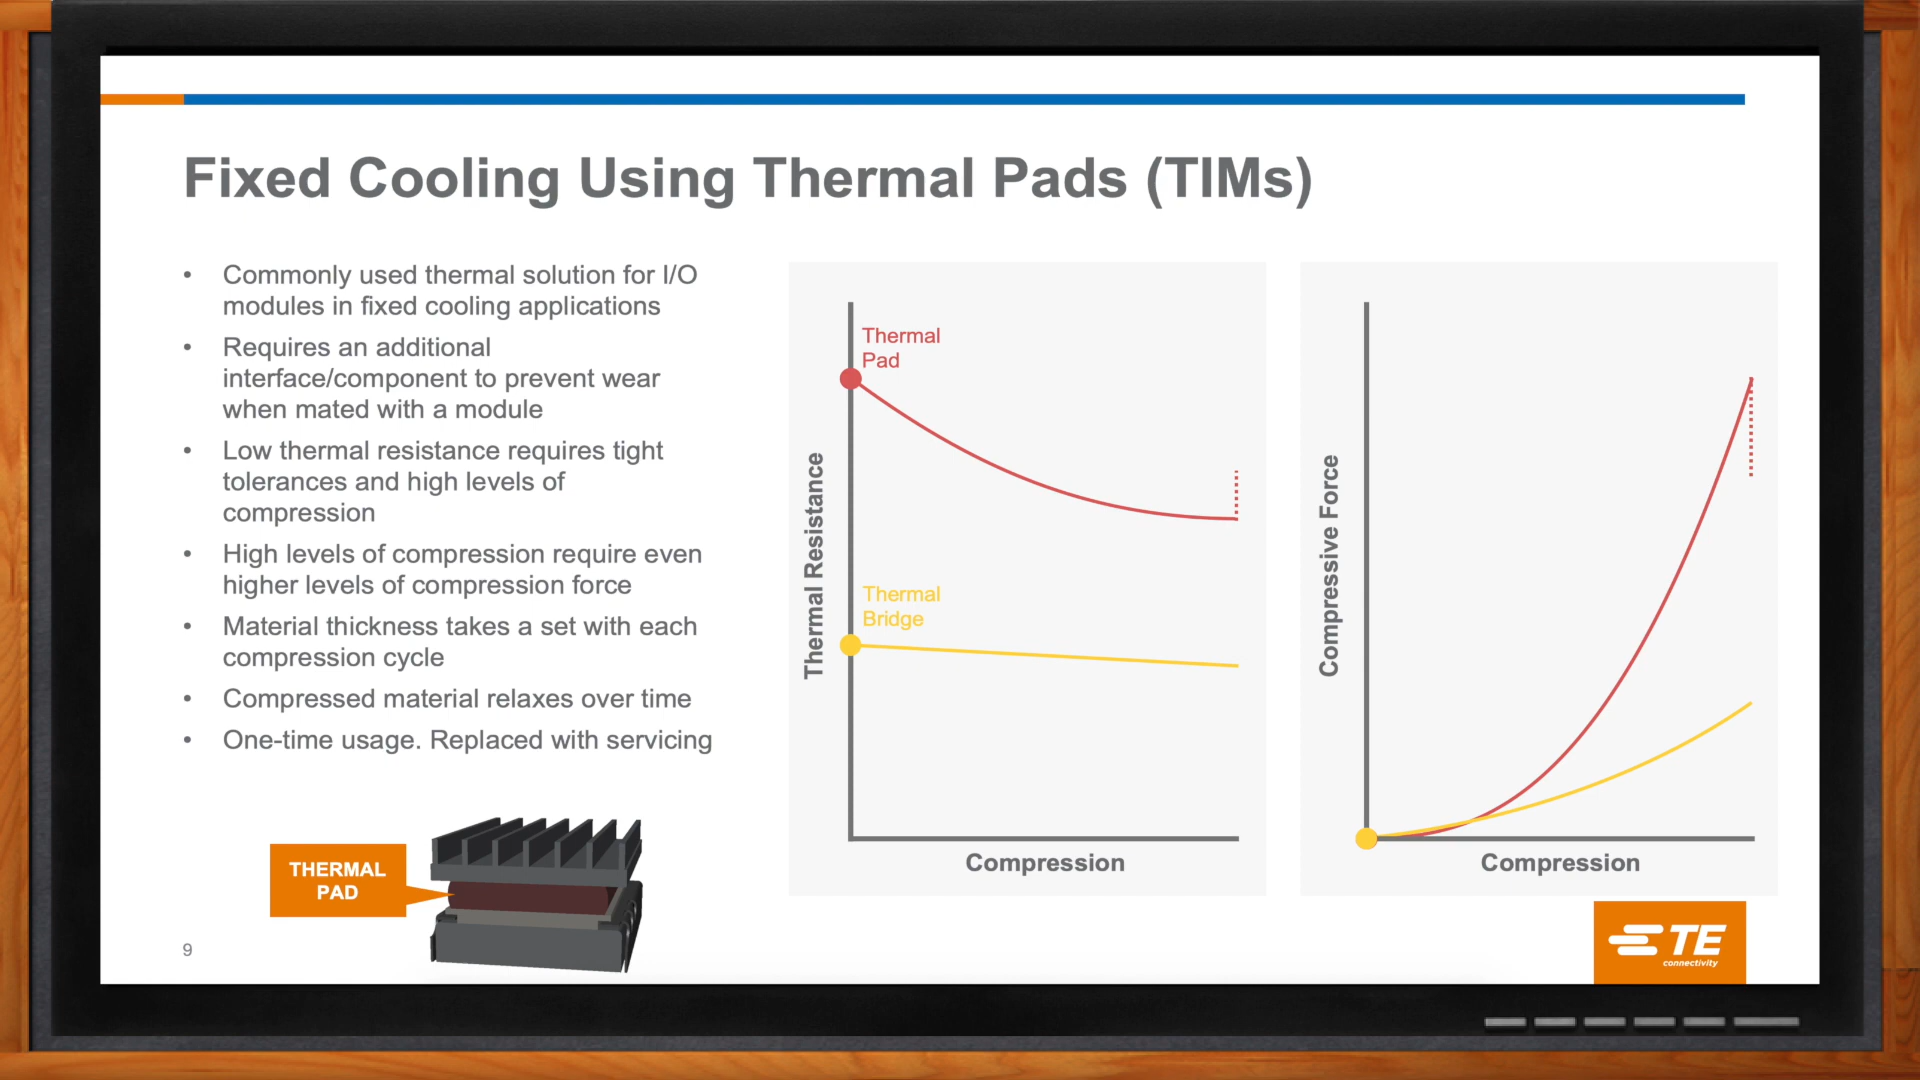 Fixed Cooling Using Thermal Pads (TIMs)
• Commonly used thermal solution for I/O
modules in fixed cooling applications
• Requires an additional
interface/component to prevent wear
when mated with a module
• Low thermal resistance requires tight
tolerances and high levels of
compression
• High levels of compression require even
higher levels of compression force
• Material thickness takes a set with each
compression cycle
• Compressed material relaxes over time
• One-time usage. Replaced with servicing
THERMAL
PAD
9
Thermal Resistance
Thermal
Pad
Thermal
Bridge
Compression
Compressive Force
Compression
TE
connectivity